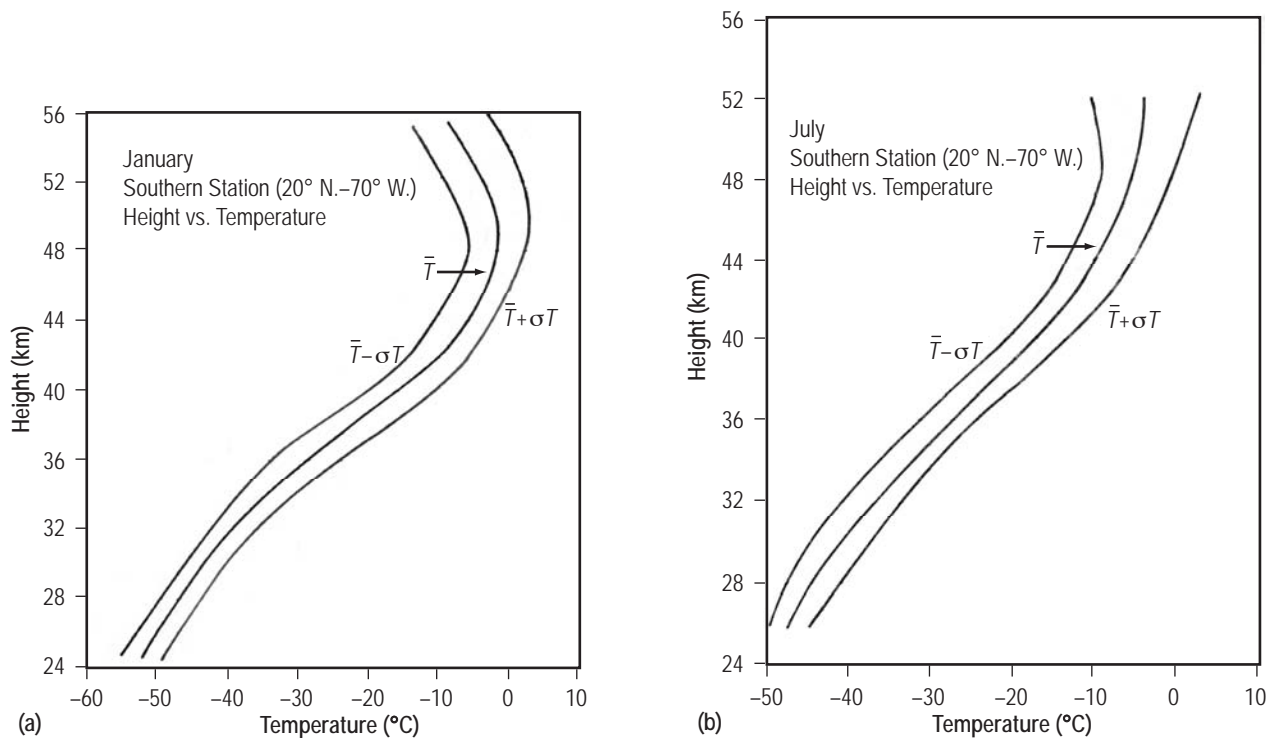 56
52
48
44
40
36
32
28
24
Height (km)
January
Southern Station (20° N.–70° W.)
Height vs. Temperature
T̄
T̄+σT
T̄–σT
–60 –50 –40 –30 –20 –10 0 10
(a) Temperature (°C)
56
52
48
44
40
36
32
28
24
Height (km)
July
Southern Station (20° N.–70° W.)
Height vs. Temperature
T̄
T̄+σT
T̄–σT
–50 –40 –30 –20 –10 0 10
(b) Temperature (°C)